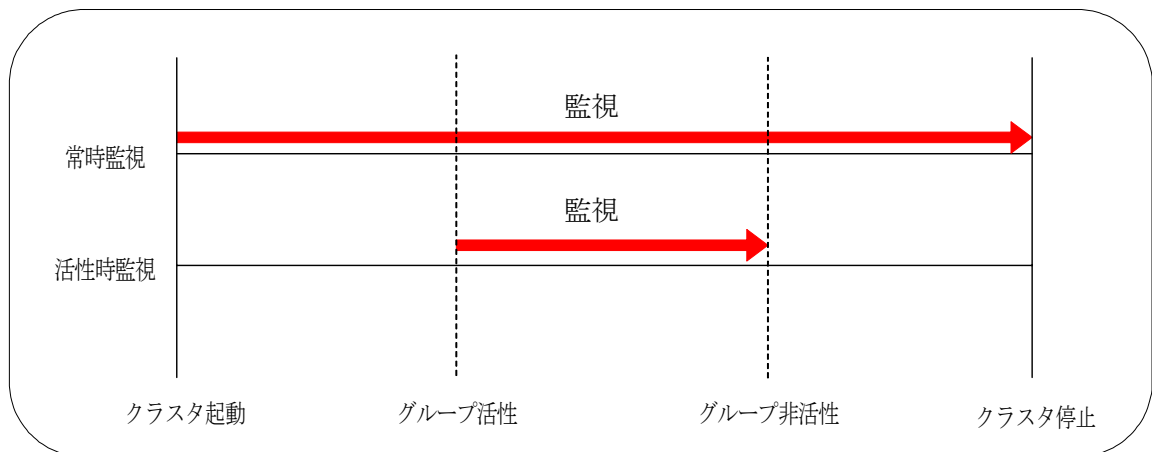 監視
常時監視
監視
活性時監視
クラスタ起動
グループ活性
グループ非活性
クラスタ停止